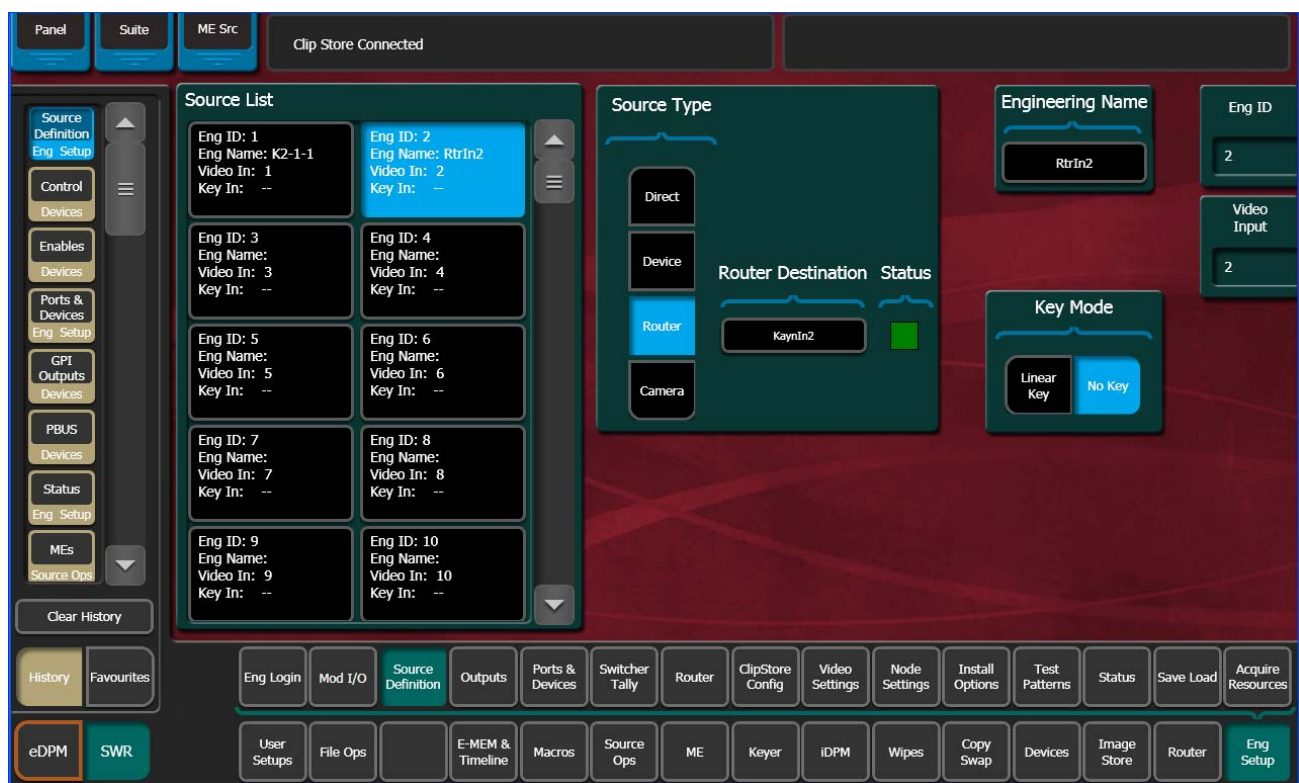 Panel
Suite
ME Src
Clip Store Connected
Source
Definition
Eng Setup
Control
Devices
Enables
Devices
Ports &
Devices
Eng Setup
GPI
Outputs
Devices
PBUS
Devices
Status
Eng Setup
MEs
Source Ops
Clear History
Source List
Eng ID: 1
Eng Name: K2-1-1
Video In: 1
Key In: --
Eng ID: 2
Eng Name: RtrIn2
Video In: 2
Key In: --
Eng ID: 3
Eng Name:
Video In: 3
Key In: --
Eng ID: 4
Eng Name:
Video In: 4
Key In: --
Eng ID: 5
Eng Name:
Video In: 5
Key In: --
Eng ID: 6
Eng Name:
Video In: 6
Key In: --
Eng ID: 7
Eng Name:
Video In: 7
Key In: --
Eng ID: 8
Eng Name:
Video In: 8
Key In: --
Eng ID: 9
Eng Name:
Video In: 9
Key In: --
Eng ID: 10
Eng Name:
Video In: 10
Key In: --
Source Type
Direct
Device
Router
Camera
Router Destination
KaynIn2
Status
Engineering Name
RtrIn2
Eng ID
2
Video
Input
2
Key Mode
Linear
Key
No Key
History
Favourites
Eng Login
Mod I/O
Source
Definition
Outputs
Ports &
Devices
Switcher
Tally
Router
ClipStore
Config
Video
Settings
Node
Settings
Install
Options
Test
Patterns
Status
Save Load
Acquire
Resources
eDPM
SWR
User
Setups
File Ops
E-MEM &
Timeline
Macros
Source
Ops
ME
Keyer
iDPM
Wipes
Copy
Swap
Devices
Image
Store
Router
Eng
Setup